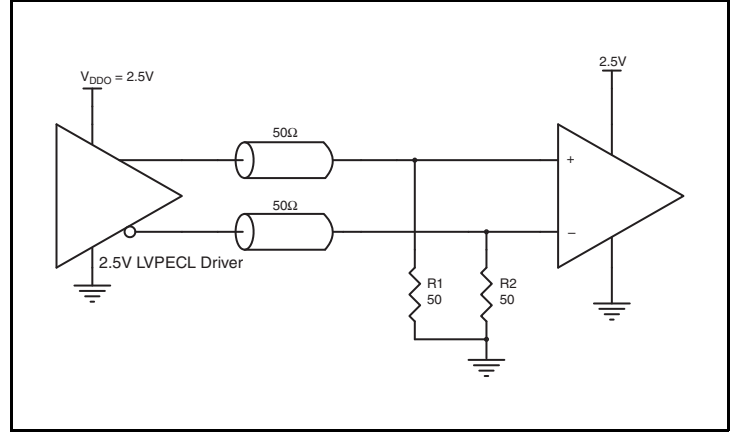 V_DDO = 2.5V
2.5V
50Ω
+
50Ω
−
2.5V LVPECL Driver
R1
50
R2
50